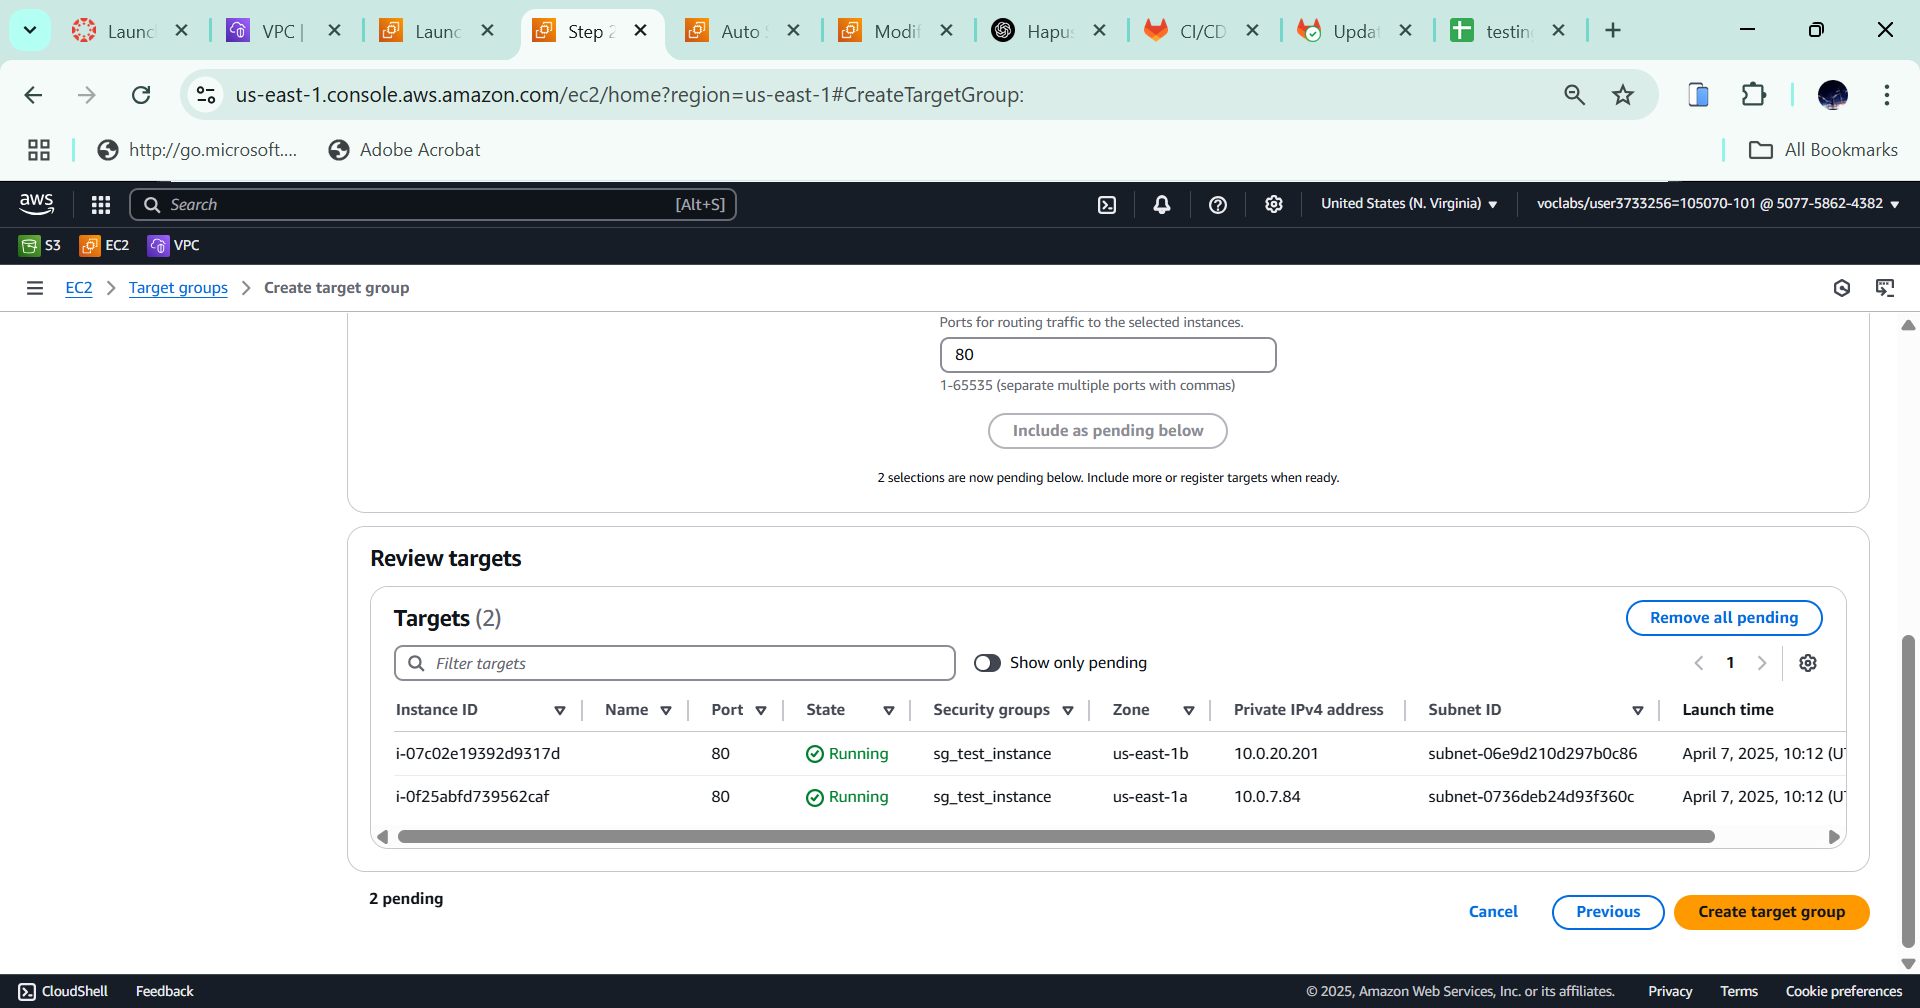 Launc
VPC |
Launc
Step 2
Auto S
Modif
Hapus
CI/CD
Updat
testing
us-east-1.console.aws.amazon.com/ec2/home?region=us-east-1#CreateTargetGroup:
http://go.microsoft....
Adobe Acrobat
All Bookmarks
aws
Search
[Alt+S]
United States (N. Virginia)
voclabs/user3733256=105070-101 @ 5077-5862-4382
S3
EC2
VPC
EC2 > Target groups > Create target group
Ports for routing traffic to the selected instances.
80
1-65535 (separate multiple ports with commas)
Include as pending below
2 selections are now pending below. Include more or register targets when ready.
Review targets
Targets (2)
Remove all pending
Filter targets
Show only pending
1
Instance ID Name Port State Security groups Zone Private IPv4 address Subnet ID Launch time
i-07c02e19392d9317d 80 Running sg_test_instance us-east-1b 10.0.20.201 subnet-06e9d210d297b0c86 April 7, 2025, 10:12 (U
i-0f25abfd739562caf 80 Running sg_test_instance us-east-1a 10.0.7.84 subnet-0736deb24d93f360c April 7, 2025, 10:12 (U
2 pending
Cancel
Previous
Create target group
CloudShell
Feedback
© 2025, Amazon Web Services, Inc. or its affiliates.
Privacy
Terms
Cookie preferences